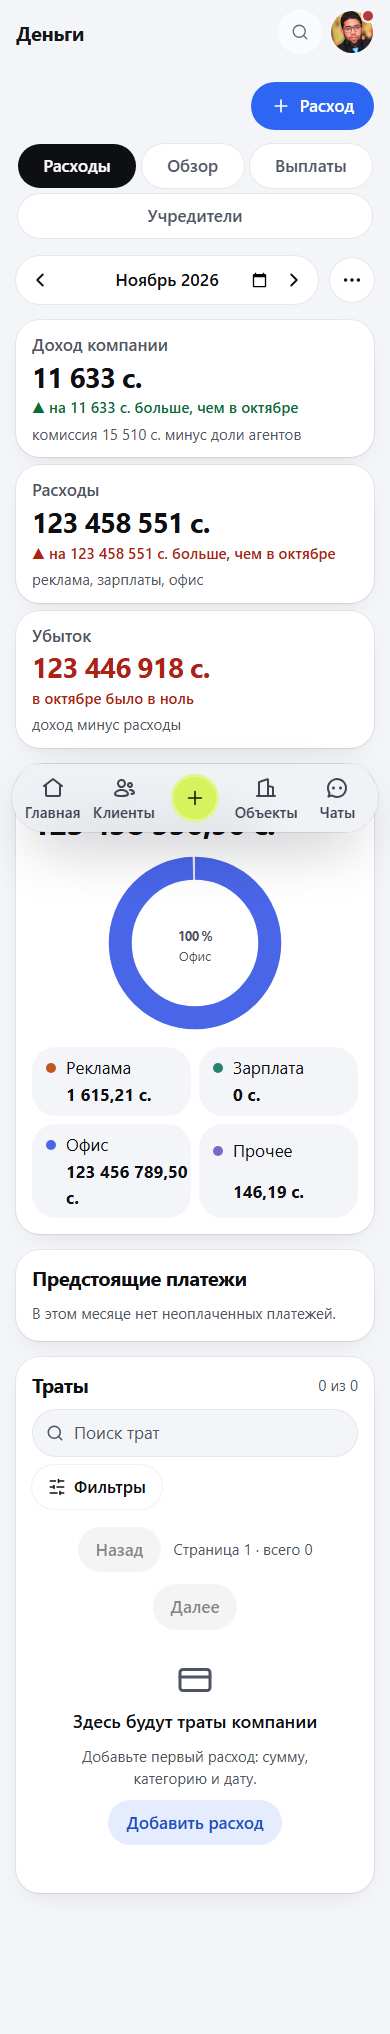 Деньги
Расход
Расходы
Обзор
Выплаты
Учредители
Ноябрь 2026
Доход компании
11 633 с.
▲ на 11 633 с. больше, чем в октябре
комиссия 15 510 с. минус доли агентов
Расходы
123 458 551 с.
▲ на 123 458 551 с. больше, чем в октябре
реклама, зарплаты, офис
Убыток
123 446 918 с.
в октябре было в ноль
доход минус расходы
Главная
Клиенты
Объекты
Чаты
100 %
Офис
Реклама
1 615,21 с.
Зарплата
0 с.
Офис
123 456 789,50
с.
Прочее
146,19 с.
Предстоящие платежи
В этом месяце нет неоплаченных платежей.
Траты
0 из 0
Поиск трат
Фильтры
Назад
Страница 1 · всего 0
Далее
Здесь будут траты компании
Добавьте первый расход: сумму,
категорию и дату.
Добавить расход